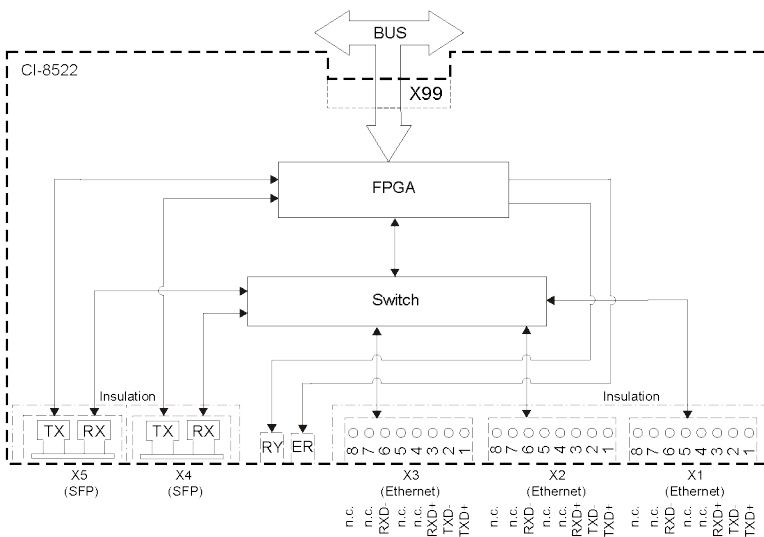 BUS
CI-8522
X99
FPGA
Switch
Insulation
Insulation
TX RX TX RX RY ER
8 7 6 5 4 3 2 1
8 7 6 5 4 3 2 1
8 7 6 5 4 3 2 1
X5
(SFP)
X4
(SFP)
X3
(Ethernet)
X2
(Ethernet)
X1
(Ethernet)
n.c. n.c. RXD- n.c. n.c. RXD+ TXD- TXD+
n.c. n.c. RXD- n.c. n.c. RXD+ TXD- TXD+
n.c. n.c. RXD- n.c. n.c. RXD+ TXD- TXD+